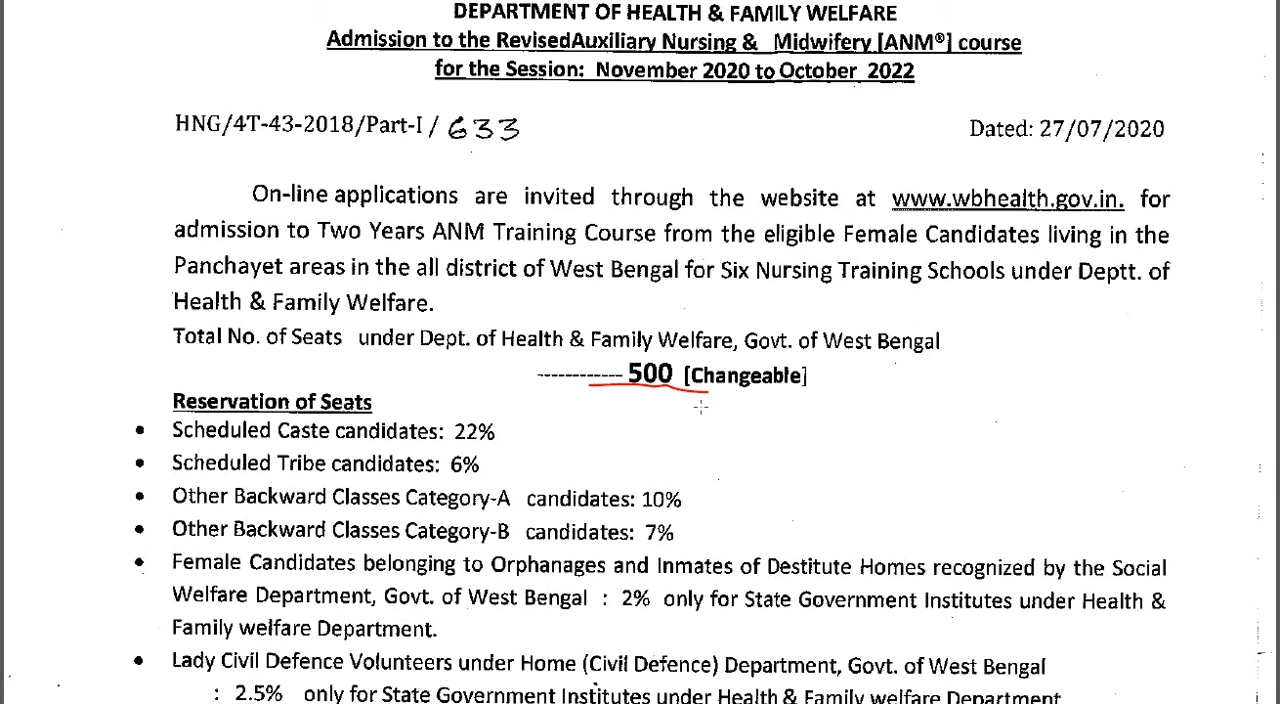 DEPARTMENT OF HEALTH & FAMILY WELFARE
Admission to the RevisedAuxiliary Nursing & Midwifery [ANM®] course
for the Session: November 2020 to October 2022
HNG/4T-43-2018/Part-I / 633 Dated: 27/07/2020
On-line applications are invited through the website at www.wbhealth.gov.in. for
admission to Two Years ANM Training Course from the eligible Female Candidates living in the
Panchayet areas in the all district of West Bengal for Six Nursing Training Schools under Deptt. of
Health & Family Welfare.
Total No. of Seats under Dept. of Health & Family Welfare, Govt. of West Bengal
------------ 500 [Changeable]
Reservation of Seats
• Scheduled Caste candidates: 22%
• Scheduled Tribe candidates: 6%
• Other Backward Classes Category-A candidates: 10%
• Other Backward Classes Category-B candidates: 7%
• Female Candidates belonging to Orphanages and Inmates of Destitute Homes recognized by the Social
Welfare Department, Govt. of West Bengal : 2% only for State Government Institutes under Health &
Family welfare Department.
• Lady Civil Defence Volunteers under Home (Civil Defence) Department, Govt. of West Bengal
: 2.5% only for State Government Institutes under Health & Family welfare Department